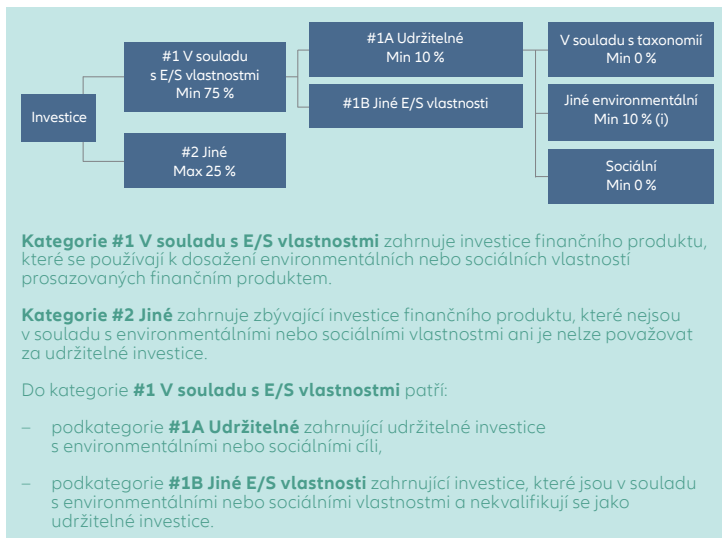 Investice
#1 V souladu
s E/S vlastnostmi
Min 75 %
#2 Jiné
Max 25 %
#1A Udržitelné
Min 10 %
#1B Jiné E/S vlastnosti
V souladu s taxonomií
Min 0 %
Jiné environmentální
Min 10 % (i)
Sociální
Min 0 %
Kategorie #1 V souladu s E/S vlastnostmi zahrnuje investice finančního produktu,
které se používají k dosažení environmentálních nebo sociálních vlastností
prosazovaných finančním produktem.
Kategorie #2 Jiné zahrnuje zbývající investice finančního produktu, které nejsou
v souladu s environmentálními nebo sociálními vlastnostmi ani je nelze považovat
za udržitelné investice.
Do kategorie #1 V souladu s E/S vlastnostmi patří:
– podkategorie #1A Udržitelné zahrnující udržitelné investice
s environmentálními nebo sociálními cíli,
– podkategorie #1B Jiné E/S vlastnosti zahrnující investice, které jsou v souladu
s environmentálními nebo sociálními vlastnostmi a nekvalifikují se jako
udržitelné investice.